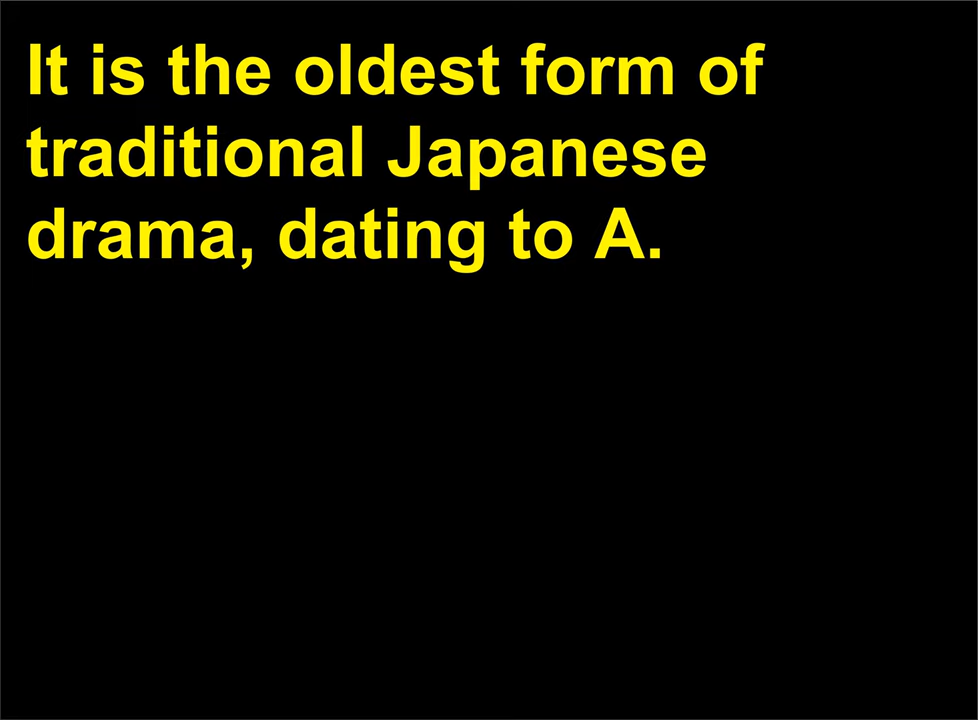 It is the oldest form of
traditional Japanese
drama, dating to A.